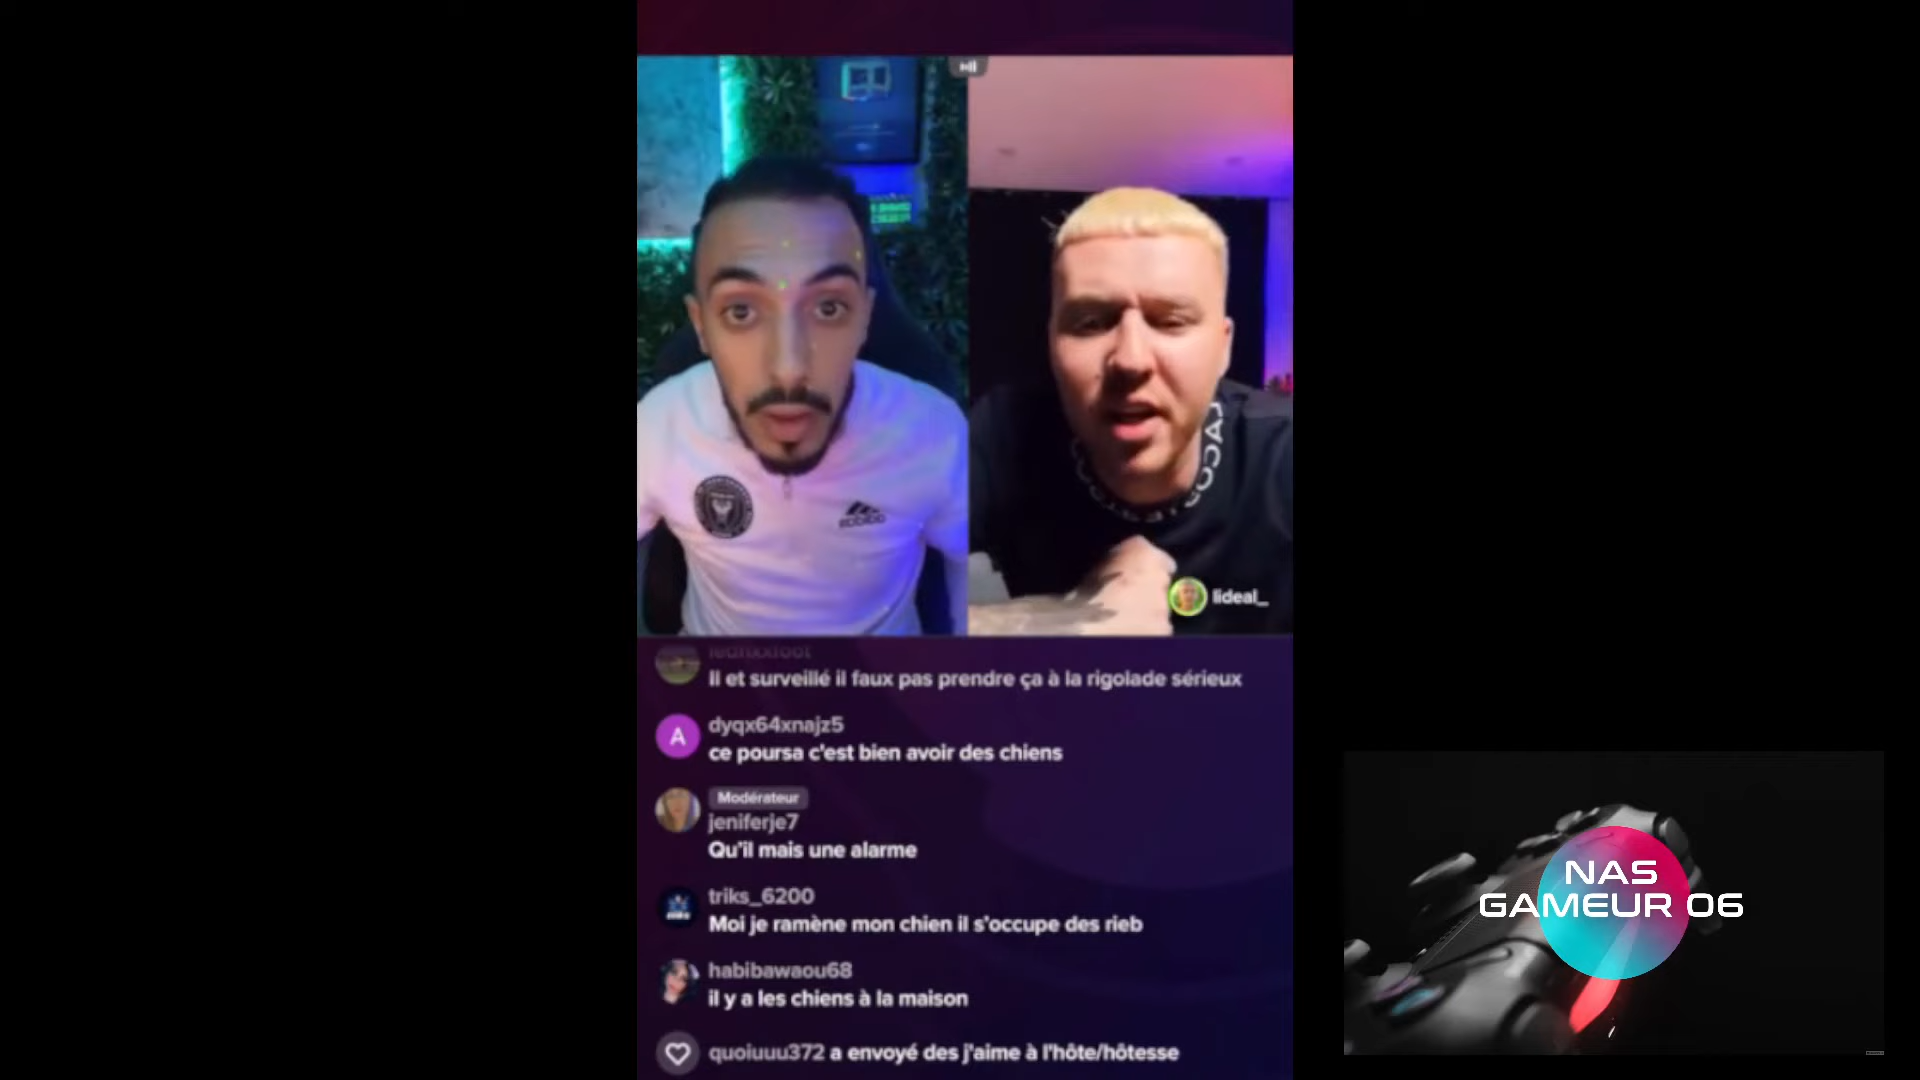 adidas
lideal_
Il et surveillé il faux pas prendre ça à la rigolade sérieux
dyqx64xnajz5
A
ce poursa c'est bien avoir des chiens
Modérateur
jeniferje7
Qu'il mais une alarme
triks_6200
Moi je ramène mon chien il s'occupe des rieb
habibawaou68
il y a les chiens à la maison
quoiuuu372 a envoyé des j'aime à l'hôte/hôtesse
NAS
GAMEUR 06